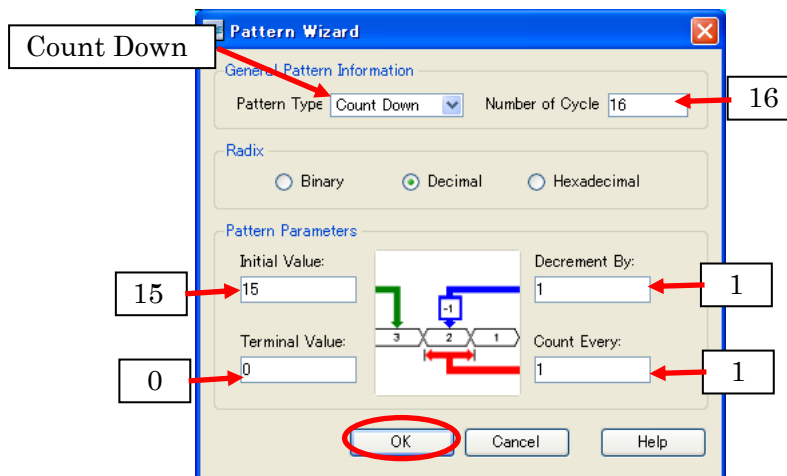 Pattern Wizard
Count Down
General Pattern Information
Pattern Type Count Down Number of Cycle 16
16
Radix
Binary Decimal Hexadecimal
Pattern Parameters
Initial Value: Decrement By:
15 15 1 1
-1
3 2 1
Terminal Value: Count Every:
0 0 1 1
OK Cancel Help